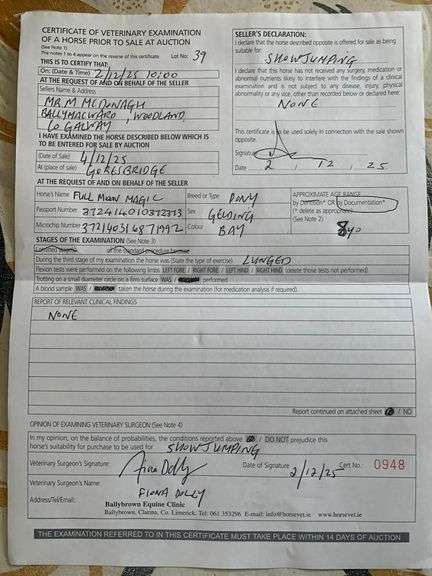 CERTIFICATE OF VETERINARY EXAMINATION
OF A HORSE PRIOR TO SALE AT AUCTION
(See Note 1)
The notes 1 to 4 appear on the reverse of this certificate Lot No: 39
THIS IS TO CERTIFY THAT:
On: (Date & Time) 2/12/25 10:00
AT THE REQUEST OF AND ON BEHALF OF THE SELLER
Sellers Name & Address
MR M MCDONAGH
BALLYMACWARD, WOODLAND,
Co GALWAY
I HAVE EXAMINED THE HORSE DESCRIBED BELOW WHICH IS
TO BE ENTERED FOR SALE BY AUCTION
(Date of Sale) 4/12/25
At (place of sale) GORESBRIDGE
SELLER'S DECLARATION:
I declare that the horse described opposite is offered for sale as being
suitable for: SHOWJUMPING
I declare that this horse has not received any surgery, medication or
abnormal nutrients likely to interfere with the findings of a clinical
examination and is not subject to any disease, injury, physical
abnormality or any vice, other than recorded below or declared here:
NONE
This certificate is to be used solely in connection with the sale shown
opposite.
Signature
Date 2, 12, 25
AT THE REQUEST OF AND ON BEHALF OF THE SELLER
Horse's Name FULL MOON MAGIC
Breed or Type PONY
Passport Number 372414010372313
Sex GELDING
Microchip Number
Colour BAY
APPROXIMATE AGE RANGE
by Dentition* OR by Documentation*
(* delete as appropriate)
(See Note 2)
8yo
STAGES OF THE EXAMINATION (See Note 3)
of the standard procedure
During the third stage of my examination the horse was (State the type of exercise) LUNGED
Flexion tests were performed on the following limbs LEFT FORE / RIGHT FORE / LEFT HIND / RIGHT HIND (delete those tests not performed).
Trotting on a small diameter circle on a firm surface WAS / performed
A blood sample WAS / taken from the horse during the examination (for medication analysis if required).
REPORT OF RELEVANT CLINICAL FINDINGS
NONE
Report continued on attached sheet / NO
OPINION OF EXAMINING VETERINARY SURGEON (See Note 4)
In my opinion, on the balance of probabilities, the conditions reported above / DO NOT prejudice this
horse's suitability for purchase to be used for SHOWJUMPING
Veterinary Surgeon's Signature: Date of Signature 2/12/25 Cert No. 0948
Veterinary Surgeon's Name: FIONA DOLLY
Address/Tel/Email:
Ballybrown Equine Clinic
Ballybrown, Clarina, Co. Limerick. Tel: 061 353296 E-mail: info@horsevet.ie www.horsevet.ie
THE EXAMINATION REFERRED TO IN THIS CERTIFICATE MUST TAKE PLACE WITHIN 14 DAYS OF AUCTION